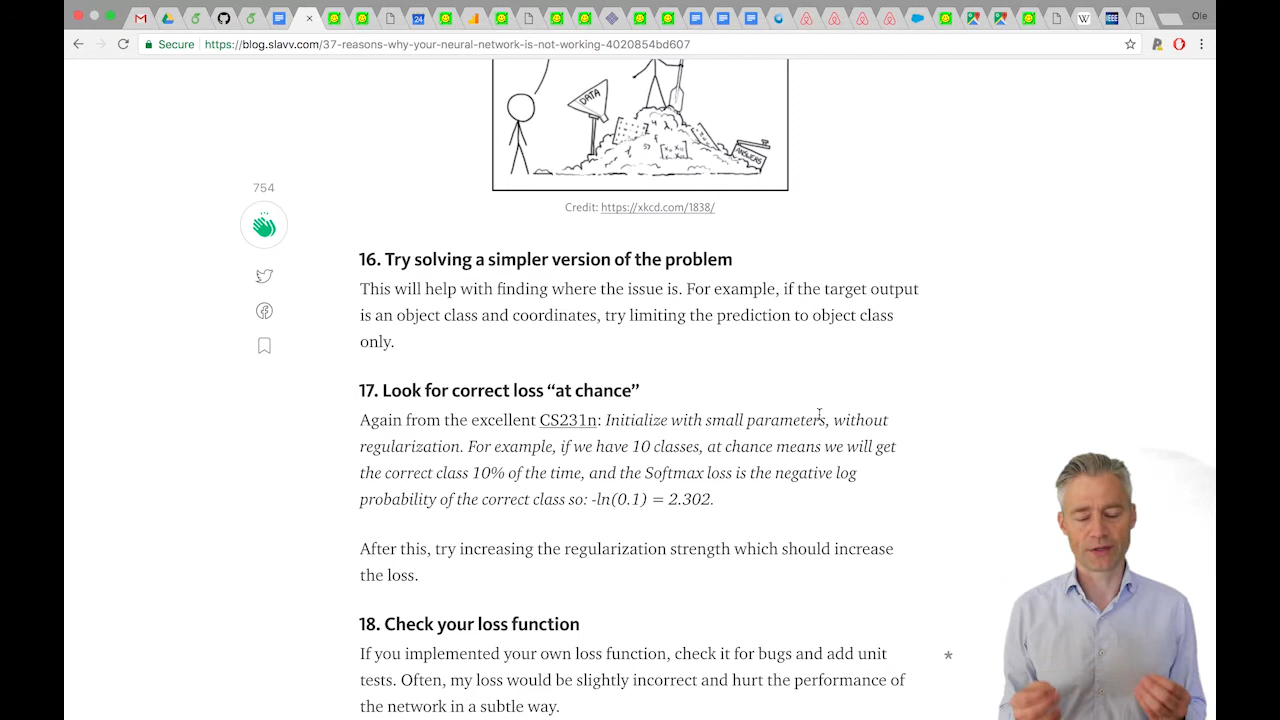 24
W
IEEE
Ole
Secure
https://blog.slavv.com/37-reasons-why-your-neural-network-is-not-working-4020854bd607
DATA
ANSWERS
754
Credit: https://xkcd.com/1838/
16. Try solving a simpler version of the problem
This will help with finding where the issue is. For example, if the target output
is an object class and coordinates, try limiting the prediction to object class
only.
17. Look for correct loss “at chance”
Again from the excellent CS231n: Initialize with small parameters, without
regularization. For example, if we have 10 classes, at chance means we will get
the correct class 10% of the time, and the Softmax loss is the negative log
probability of the correct class so: -ln(0.1) = 2.302.
After this, try increasing the regularization strength which should increase
the loss.
18. Check your loss function
If you implemented your own loss function, check it for bugs and add unit
tests. Often, my loss would be slightly incorrect and hurt the performance of
the network in a subtle way.
*